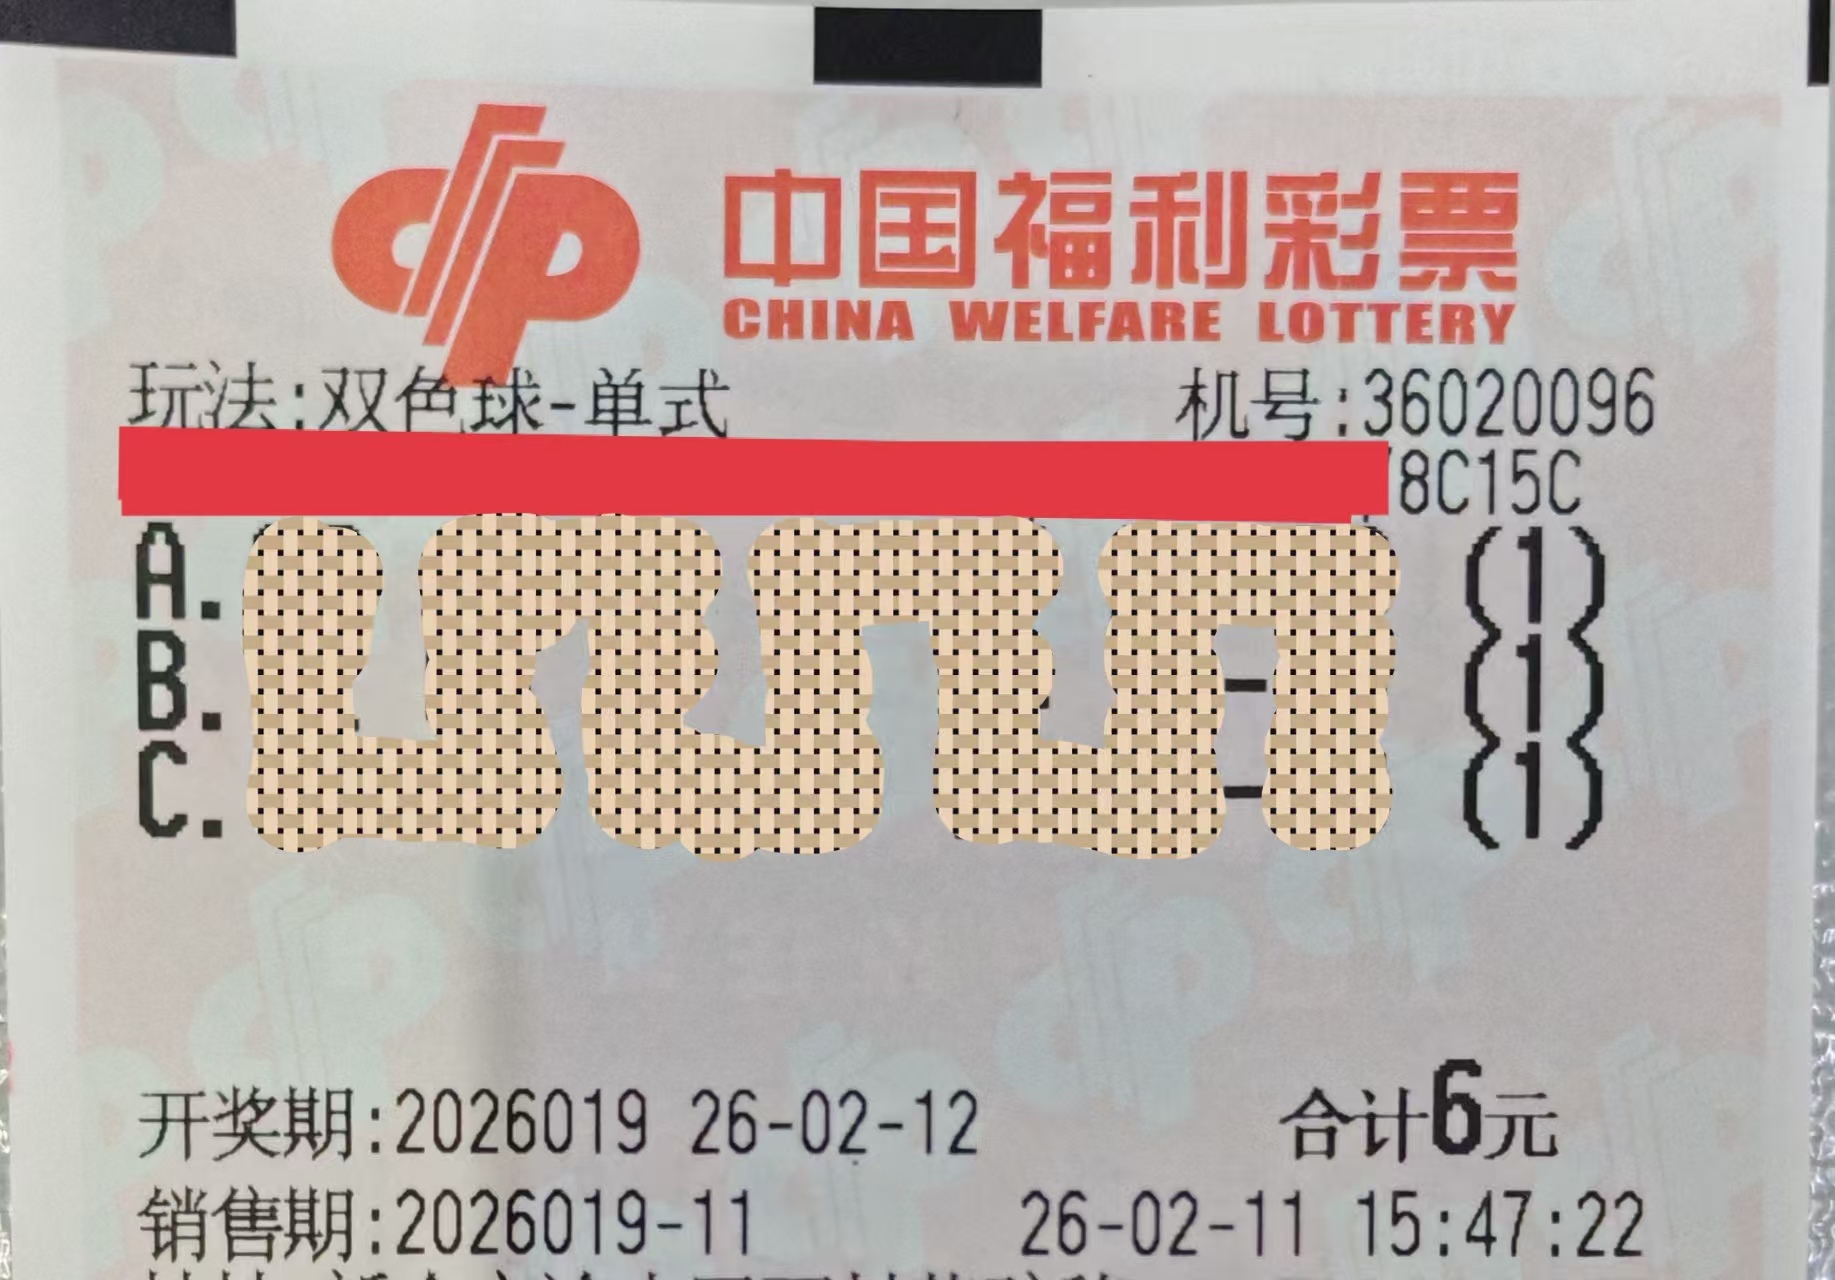 中国福利彩票
CHINA WELFARE LOTTERY
玩法:双色球-单式 机号:36020096
8C15C
A. (1)
B. - (1)
C. - (1)
开奖期:2026019 26-02-12 合计6元
销售期:2026019-11 26-02-11 15:47:22